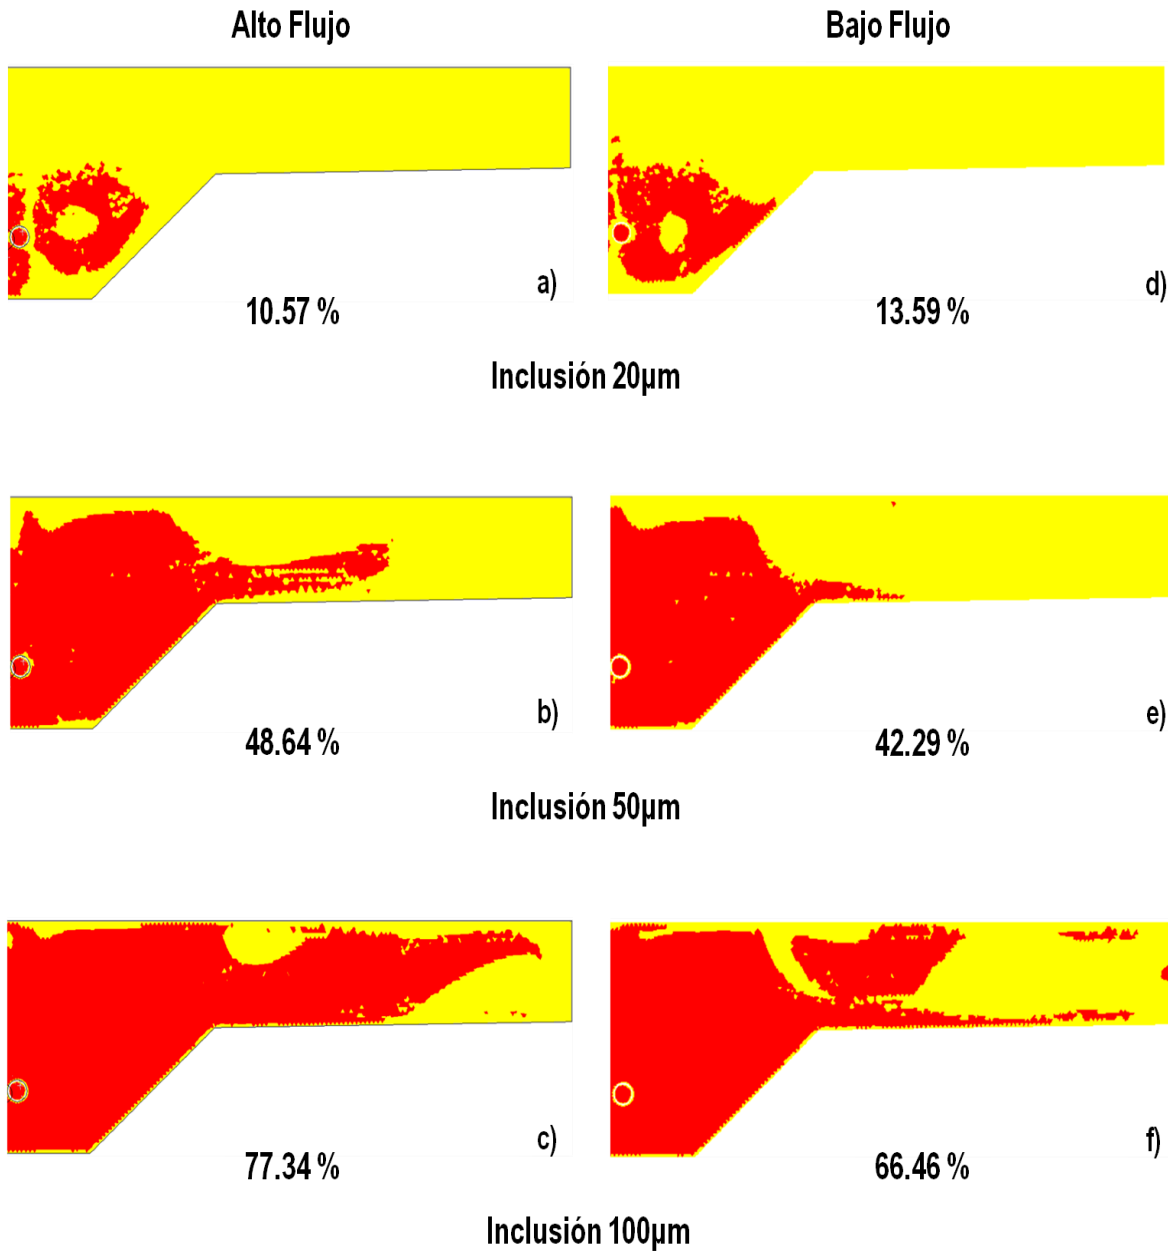 Alto Flujo
Bajo Flujo
a)
d)
10.57 %
13.59 %
Inclusión 20µm
b)
e)
48.64 %
42.29 %
Inclusión 50µm
c)
f)
77.34 %
66.46 %
Inclusión 100µm